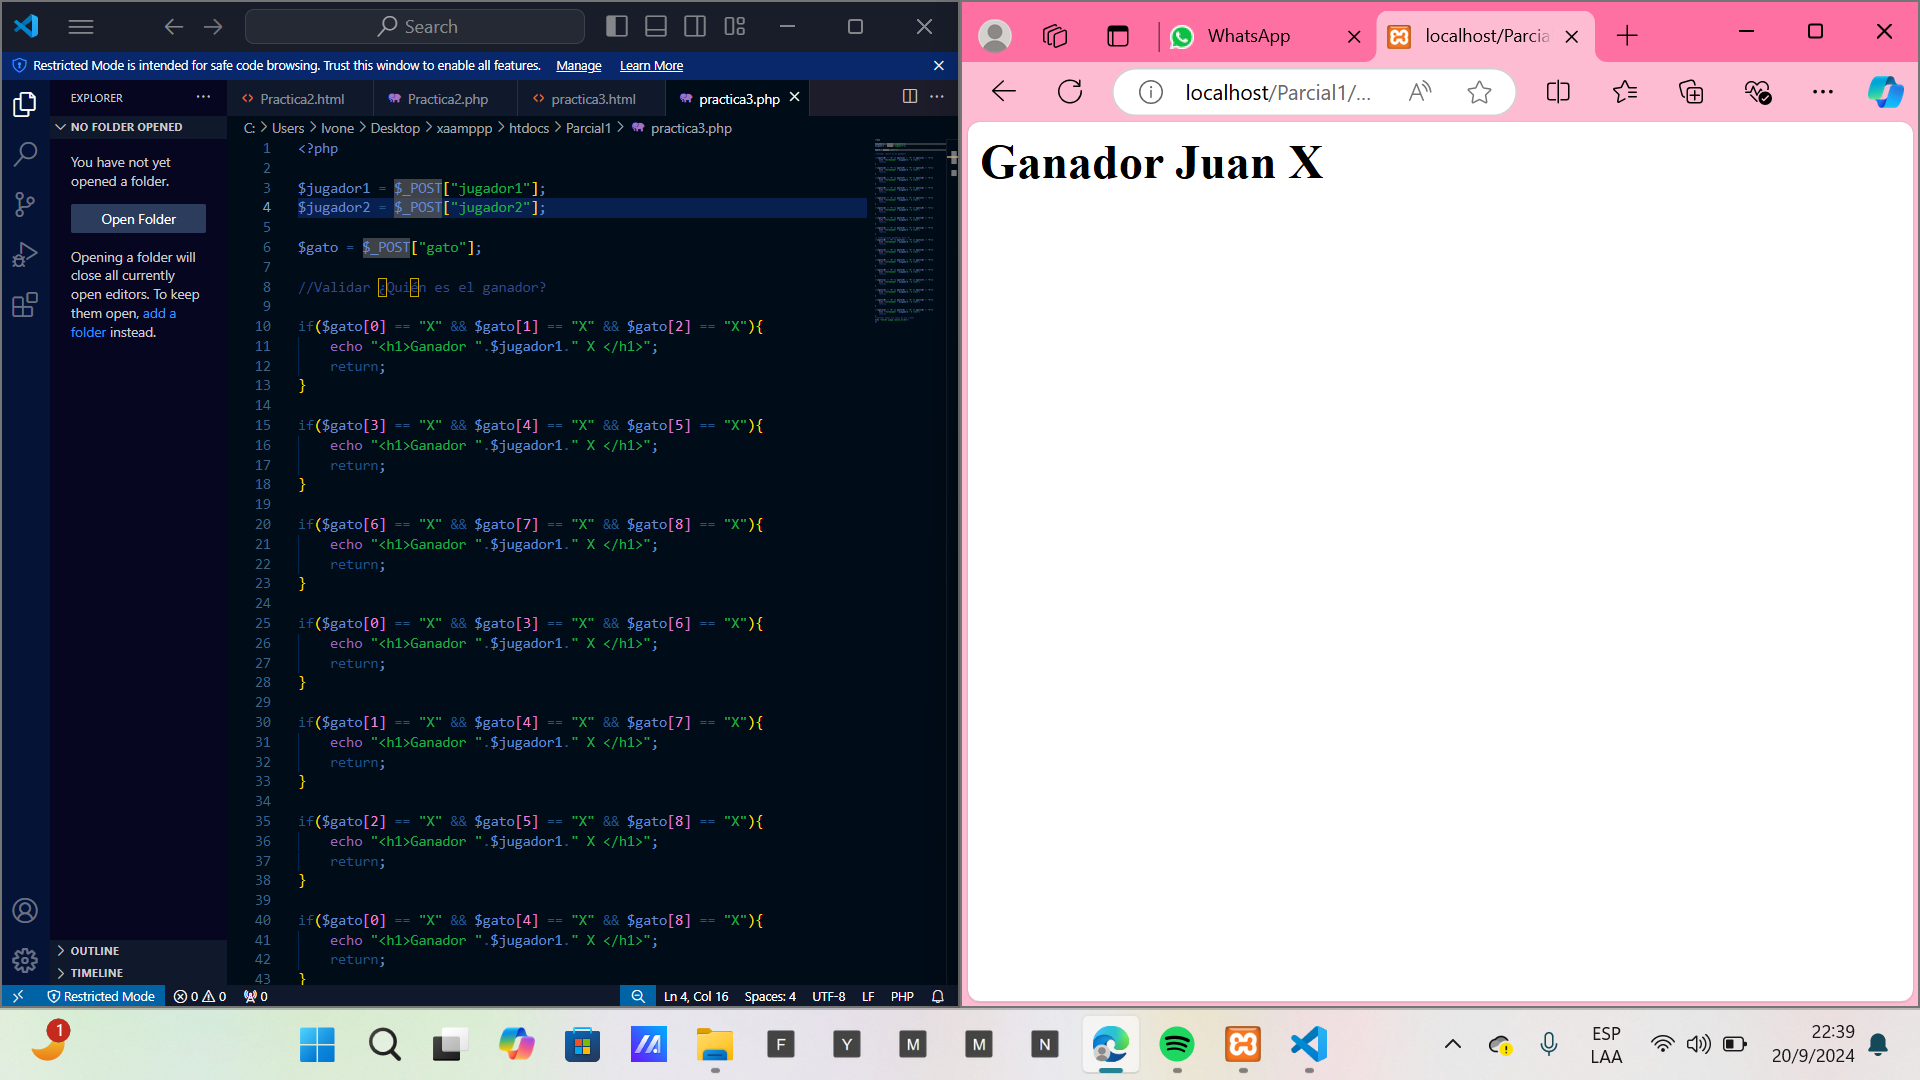 Search
Restricted Mode is intended for safe code browsing. Trust this window to enable all features. Manage Learn More
EXPLORER
NO FOLDER OPENED
You have not yet
opened a folder.
Open Folder
Opening a folder will
close all currently
open editors. To keep
them open, add a
folder instead.
OUTLINE
TIMELINE
Practica2.html Practica2.php practica3.html practica3.php
C: > Users > Ivone > Desktop > xaamppp > htdocs > Parcial1 > practica3.php
1 <?php
2
3 $jugador1 = $_POST["jugador1"];
4 $jugador2 = $_POST["jugador2"];
5
6 $gato = $_POST["gato"];
7
8 //Validar ¿Quién es el ganador?
9
10 if($gato[0] == "X" && $gato[1] == "X" && $gato[2] == "X"){
11 echo "<h1>Ganador ".$jugador1." X </h1>";
12 return;
13 }
14
15 if($gato[3] == "X" && $gato[4] == "X" && $gato[5] == "X"){
16 echo "<h1>Ganador ".$jugador1." X </h1>";
17 return;
18 }
19
20 if($gato[6] == "X" && $gato[7] == "X" && $gato[8] == "X"){
21 echo "<h1>Ganador ".$jugador1." X </h1>";
22 return;
23 }
24
25 if($gato[0] == "X" && $gato[3] == "X" && $gato[6] == "X"){
26 echo "<h1>Ganador ".$jugador1." X </h1>";
27 return;
28 }
29
30 if($gato[1] == "X" && $gato[4] == "X" && $gato[7] == "X"){
31 echo "<h1>Ganador ".$jugador1." X </h1>";
32 return;
33 }
34
35 if($gato[2] == "X" && $gato[5] == "X" && $gato[8] == "X"){
36 echo "<h1>Ganador ".$jugador1." X </h1>";
37 return;
38 }
39
40 if($gato[0] == "X" && $gato[4] == "X" && $gato[8] == "X"){
41 echo "<h1>Ganador ".$jugador1." X </h1>";
42 return;
43 }
Restricted Mode 0 0 0 Ln 4, Col 16 Spaces: 4 UTF-8 LF PHP
WhatsApp localhost/Parcia
localhost/Parcial1/...
Ganador Juan X
1
F Y M M N
ESP
LAA
22:39
20/9/2024